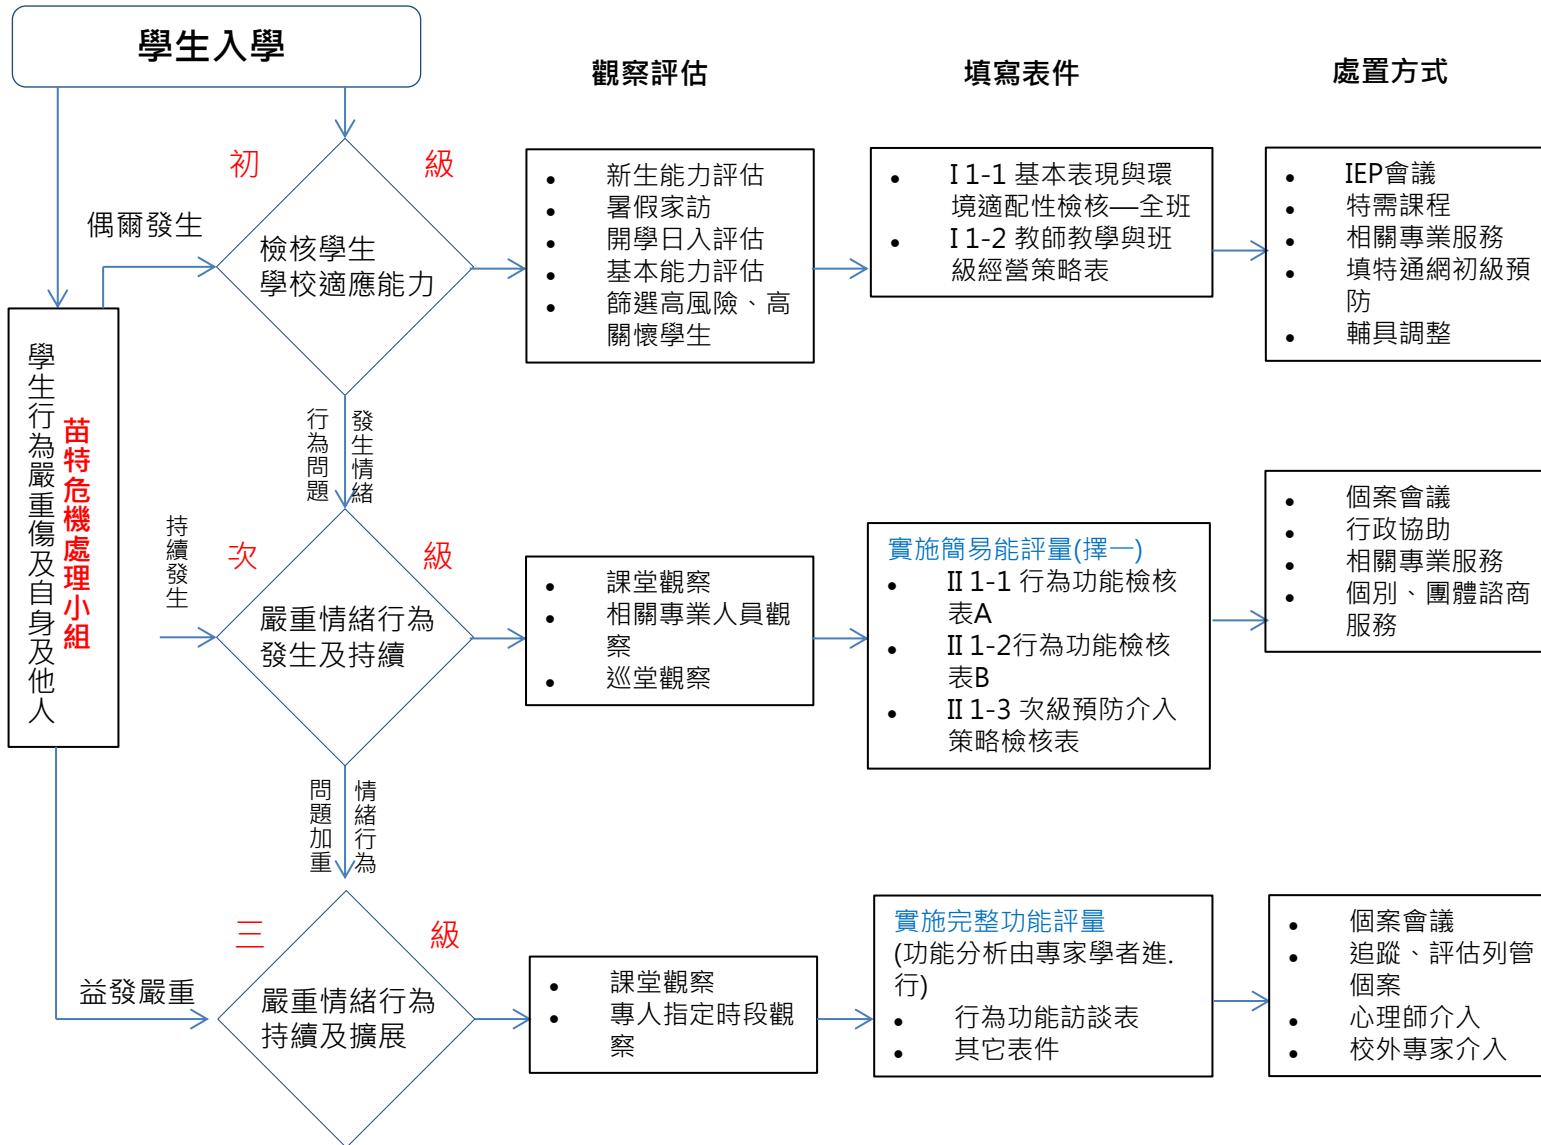 學生入學
觀察評估
填寫表件
處置方式
初 級
偶爾發生
檢核學生
學校適應能力
• 新生能力評估
• 暑假家訪
• 開學日入評估
• 基本能力評估
• 篩選高風險、高
關懷學生
• I 1-1 基本表現與環
境適配性檢核—全班
• I 1-2 教師教學與班
級經營策略表
• IEP會議
• 特需課程
• 相關專業服務
• 填特通網初級預
防
• 輔具調整
學生行為嚴重傷及自身及他人
苗特危機處理小組
發生情緒
行為問題
持續發生
次 級
嚴重情緒行為
發生及持續
• 課堂觀察
• 相關專業人員觀
察
• 巡堂觀察
實施簡易能評量(擇一)
• II 1-1 行為功能檢核
表A
• II 1-2行為功能檢核
表B
• II 1-3 次級預防介入
策略檢核表
• 個案會議
• 行政協助
• 相關專業服務
• 個別、團體諮商
服務
情緒行為
問題加重
三 級
益發嚴重
嚴重情緒行為
持續及擴展
• 課堂觀察
• 專人指定時段觀
察
實施完整功能評量
(功能分析由專家學者進.
行)
• 行為功能訪談表
• 其它表件
• 個案會議
• 追蹤、評估列管
個案
• 心理師介入
• 校外專家介入